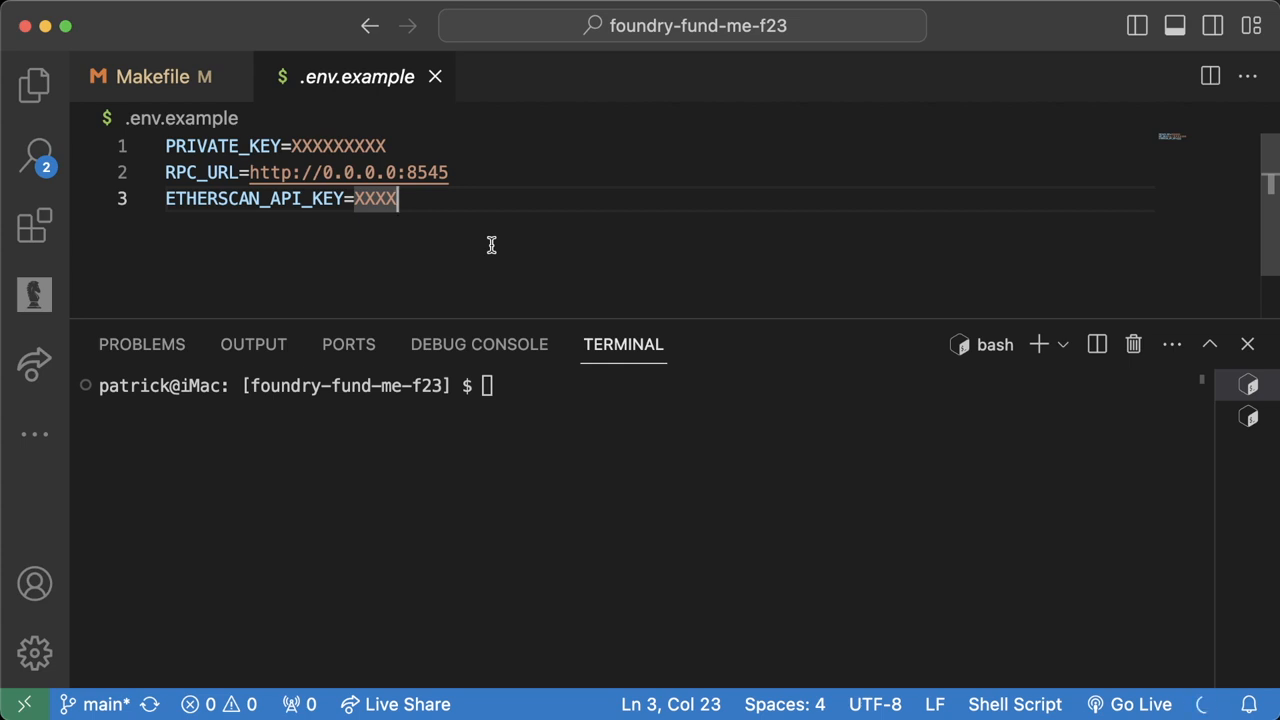 foundry-fund-me-f23
Makefile M
$ .env.example
$ .env.example
1 PRIVATE_KEY=XXXXXXXXX
2 RPC_URL=http://0.0.0.0:8545
3 ETHERSCAN_API_KEY=XXXX
2
PROBLEMS OUTPUT PORTS DEBUG CONSOLE TERMINAL bash
patrick@iMac: [foundry-fund-me-f23] $
main* 0 0 0 Live Share Ln 3, Col 23 Spaces: 4 UTF-8 LF Shell Script Go Live